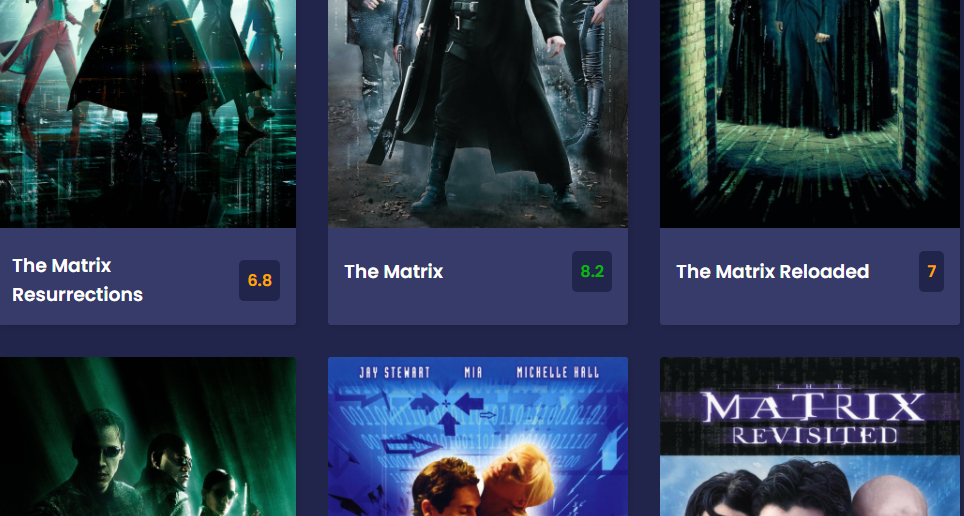 The Matrix
Resurrections
6.8
The Matrix
8.2
The Matrix Reloaded
7
JAY STEWART MIA MICHELLE HALL
THE
MATRIX
REVISITED